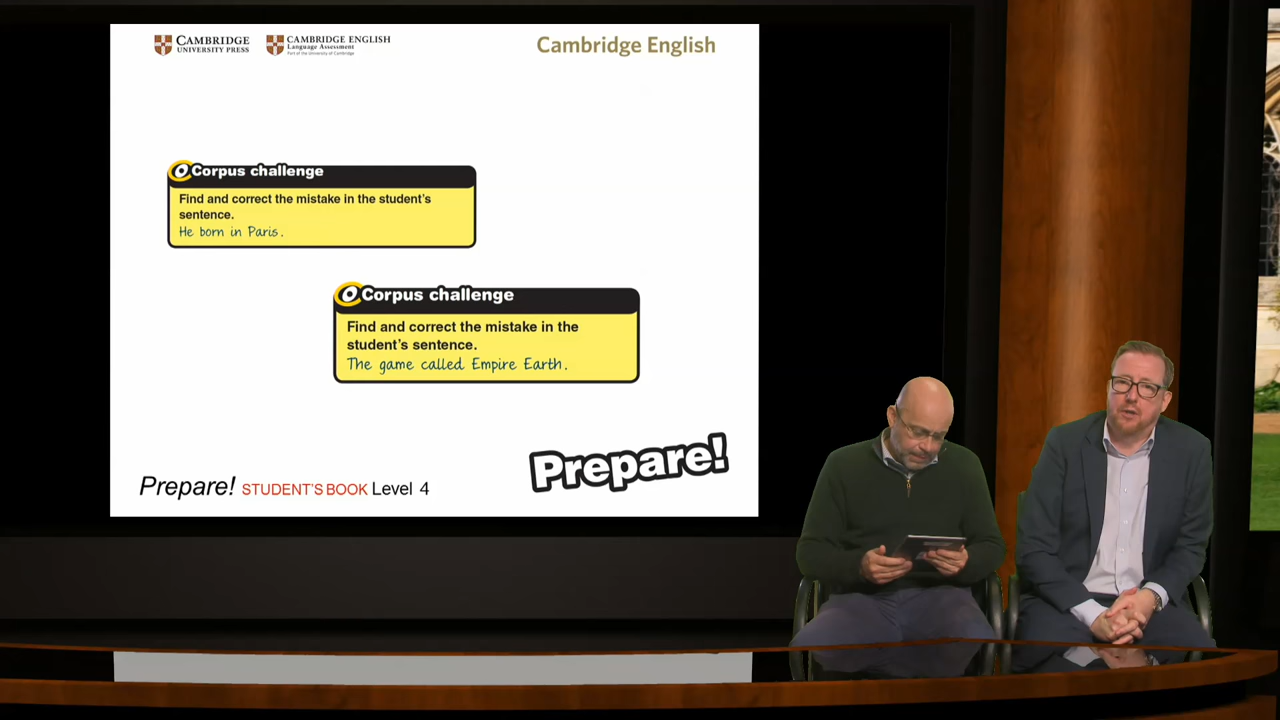 CAMBRIDGE
UNIVERSITY PRESS
CAMBRIDGE ENGLISH
Language Assessment
Part of the University of Cambridge
Cambridge English
Corpus challenge
Find and correct the mistake in the student's
sentence.
He born in Paris.
Corpus challenge
Find and correct the mistake in the
student's sentence.
The game called Empire Earth.
Prepare!
Prepare! STUDENT'S BOOK Level 4